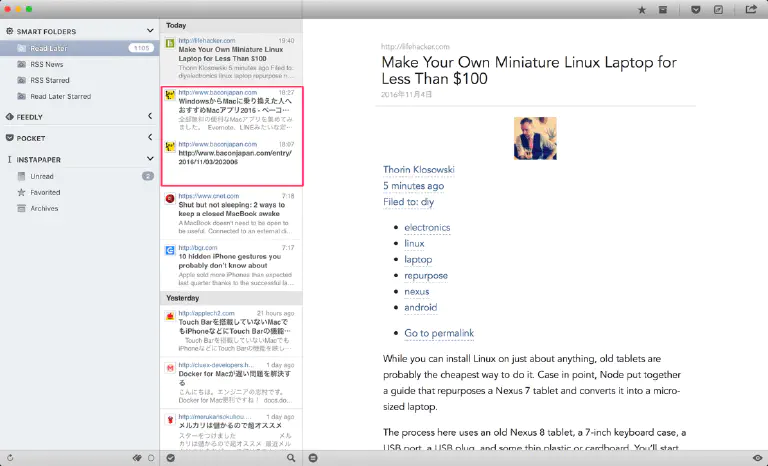 SMART FOLDERS
Read Later 1105
RSS News
RSS Starred
Read Later Starred
FEEDLY
POCKET
INSTAPAPER
Unread 2
Favorited
Archives
Today
http://lifehacker.com 19:40
Make Your Own Miniature Linux
Laptop for Less Than $100
Thorin Klosowski 5 minutes ago Filed to:
diyelectronics linux laptop repurpose n...
http://www.baconjapan.com 18:27
WindowsからMacに乗り換えた人へ
おすすめMacアプリ2015 - ベーコ...
全部無料の便利なMacアプリを集めてみ
ました。 Evernote、LINEみたいな定...
http://www.baconjapan.com 18:07
http://www.baconjapan.com/entry/
2016/11/03/202006
https://www.cnet.com 7:18
Shut but not sleeping: 2 ways to
keep a closed MacBook awake
A MacBook doesn't need to be open to
be useful. Connected to an external di...
http://bgr.com 7:17
10 hidden iPhone gestures you
probably don't know about
Apple sold more iPhones than expected
last quarter thanks to the successful la...
Yesterday
http://apptech2.com 21 hours ago
Touch Barを搭載していないMacで
もiPhoneなどにTouch Barの機能...
Touch Barを搭載していないMacでも
iPhoneなどにTouch Barの機能を無...
http://cluex-developers.h... 1 day ago
Docker for Macが遅い問題を解決す
る
こんにちは。エンジニアの志村です。
Docker for Mac便利ですね！ docs.do...
1 day ago
メルカリは儲かるので超オススメ
スターをつけました メル
カリは儲かるので超オススメ 最近メル
http://lifehacker.com
Make Your Own Miniature Linux Laptop for
Less Than $100
2016年11月4日
Thorin Klosowski
5 minutes ago
Filed to: diy
electronics
linux
laptop
repurpose
nexus
android
Go to permalink
While you can install Linux on just about anything, old tablets are
probably the cheapest way to do it. Case in point, Node put together
a guide that repurposes a Nexus 7 tablet and converts it into a micro-
sized laptop.
The process here uses an old Nexus 8 tablet, a 7-inch keyboard case, a
USB port, a USB plug, and some thin plastic or cardboard. You'll start